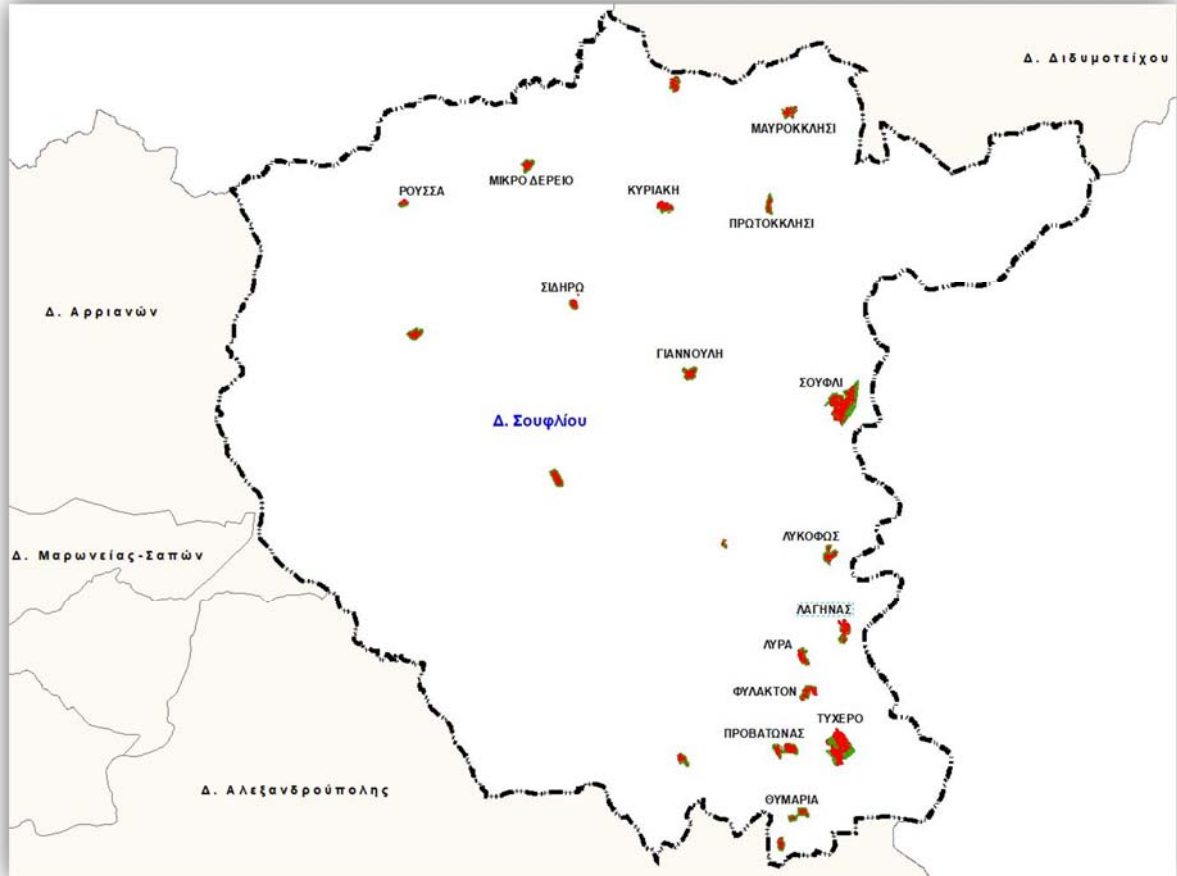 Δ. Διδυμοτείχου
ΜΑΥΡΟΚΚΛΗΣΙ
ΜΙΚΡΟ ΔΕΡΕΙΟ
ΡΟΥΣΣΑ
ΚΥΡΙΑΚΗ
ΠΡΩΤΟΚΚΛΗΣΙ
ΣΙΔΗΡΩ
Δ. Αρριανών
ΓΙΑΝΝΟΥΛΗ
ΣΟΥΦΛΙ
Δ. Σουφλίου
ΛΥΚΟΦΩΣ
Δ. Μαρωνείας-Σαπών
ΛΑΓΗΝΑΣ
ΛΥΡΑ
ΦΥΛΑΚΤΟΝ
ΤΥΧΕΡΟ
ΠΡΟΒΑΤΩΝΑΣ
Δ. Αλεξανδρούπολης
ΘΥΜΑΡΙΑ